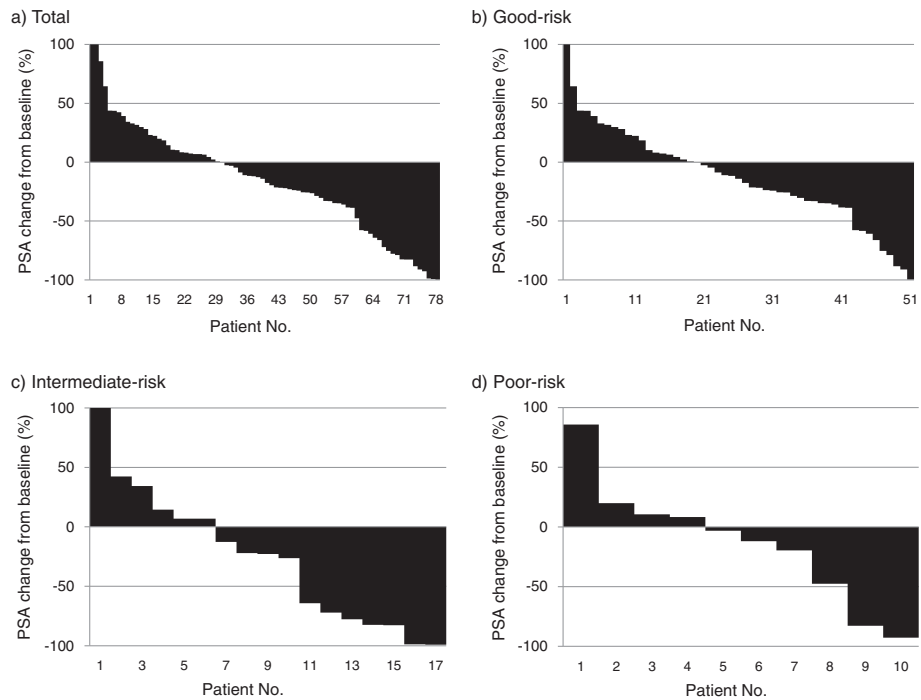 a) Total
PSA change from baseline (%)
100
50
0
-50
-100
1 8 15 22 29 36 43 50 57 64 71 78
Patient No.
b) Good-risk
PSA change from baseline (%)
100
50
0
-50
-100
1 11 21 31 41 51
Patient No.
c) Intermediate-risk
PSA change from baseline (%)
100
50
0
-50
-100
1 3 5 7 9 11 13 15 17
Patient No.
d) Poor-risk
PSA change from baseline (%)
100
50
0
-50
-100
1 2 3 4 5 6 7 8 9 10
Patient No.